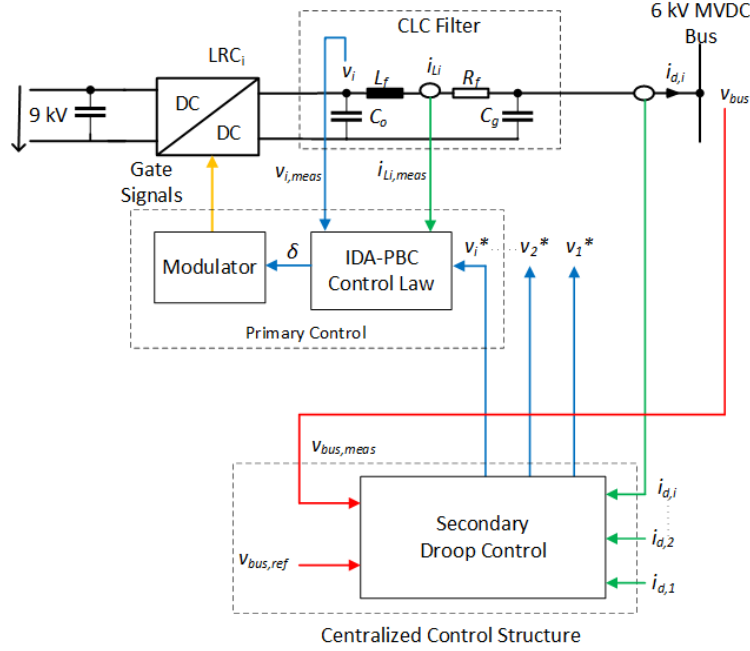 6 kV MVDC
Bus
CLC Filter
LRCi
vi
Lf
iLi
Rf
id,i
vbus
9 kV
DC
DC
Co
Cg
Gate
Signals
vi,meas
iLi,meas
Modulator
δ
IDA-PBC
Control Law
vi*
v2*
v1*
Primary Control
vbus,meas
Secondary
Droop Control
id,i
id,2
id,1
vbus,ref
Centralized Control Structure